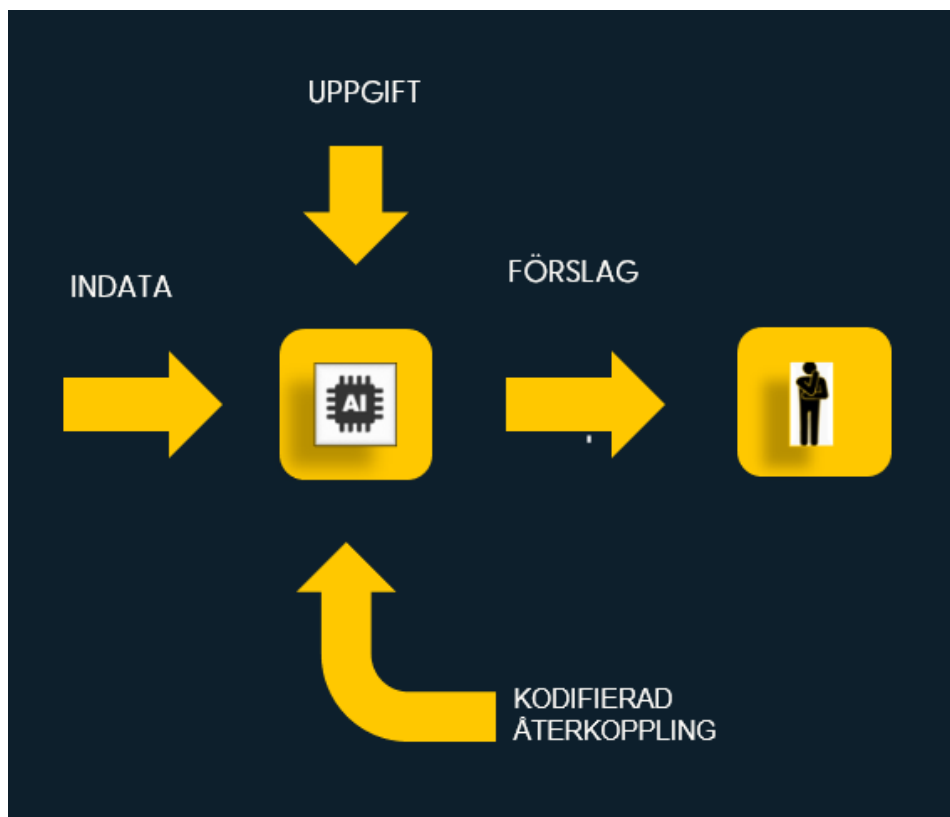 UPPGIFT
INDATA
FÖRSLAG
AI
KODIFIERAD
ÅTERKOPPLING